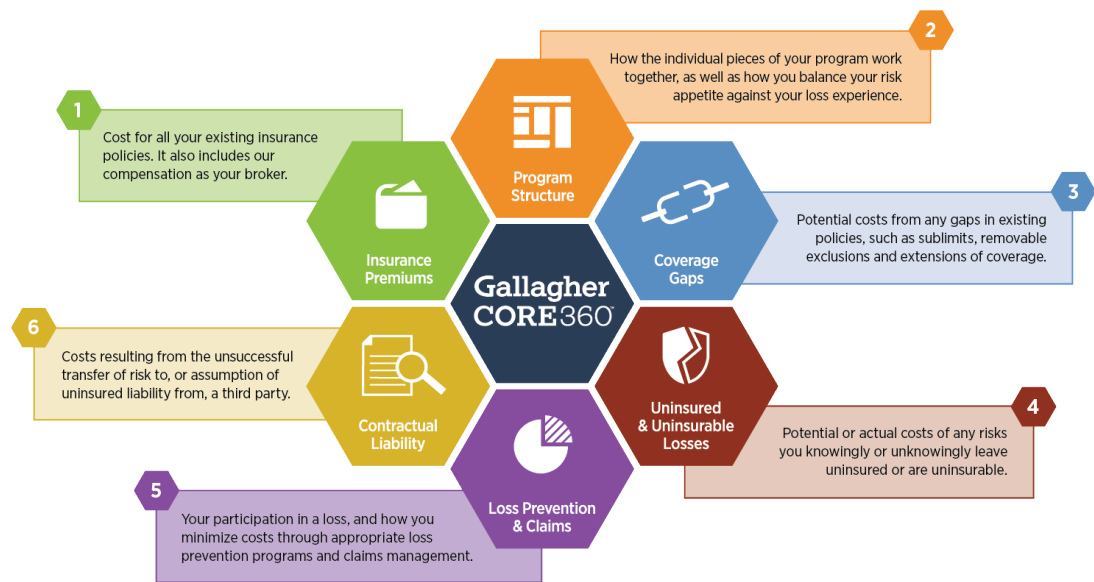 1
Cost for all your existing insurance
policies. It also includes our
compensation as your broker.
Insurance
Premiums
2
How the individual pieces of your program work
together, as well as how you balance your risk
appetite against your loss experience.
Program
Structure
3
Potential costs from any gaps in existing
policies, such as sublimits, removable
exclusions and extensions of coverage.
Coverage
Gaps
Gallagher
CORE360™
4
Potential or actual costs of any risks
you knowingly or unknowingly leave
uninsured or are uninsurable.
Uninsured
& Uninsurable
Losses
5
Your participation in a loss, and how you
minimize costs through appropriate loss
prevention programs and claims management.
Loss Prevention
& Claims
6
Costs resulting from the unsuccessful
transfer of risk to, or assumption of
uninsured liability from, a third party.
Contractual
Liability